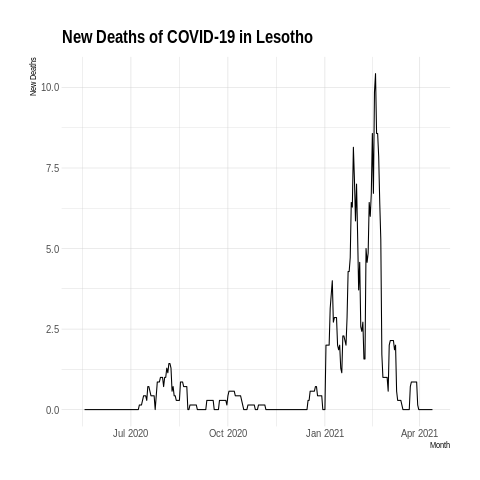 New Deaths of COVID-19 in Lesotho
New Deaths
10.0
7.5
5.0
2.5
0.0
Jul 2020 Oct 2020 Jan 2021 Apr 2021
Month